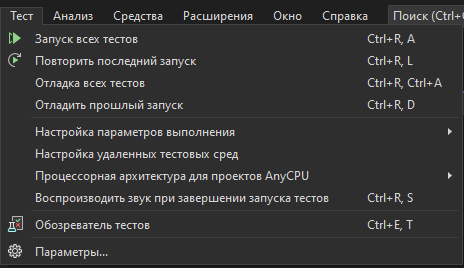 Тест Анализ Средства Расширения Окно Справка Поиск (Ctrl+
Запуск всех тестов Ctrl+R, A
Повторить последний запуск Ctrl+R, L
Отладка всех тестов Ctrl+R, Ctrl+A
Отладить прошлый запуск Ctrl+R, D
Настройка параметров выполнения
Настройка удаленных тестовых сред
Процессорная архитектура для проектов AnyCPU
Воспроизводить звук при завершении запуска тестов Ctrl+R, S
Обозреватель тестов Ctrl+E, T
Параметры...